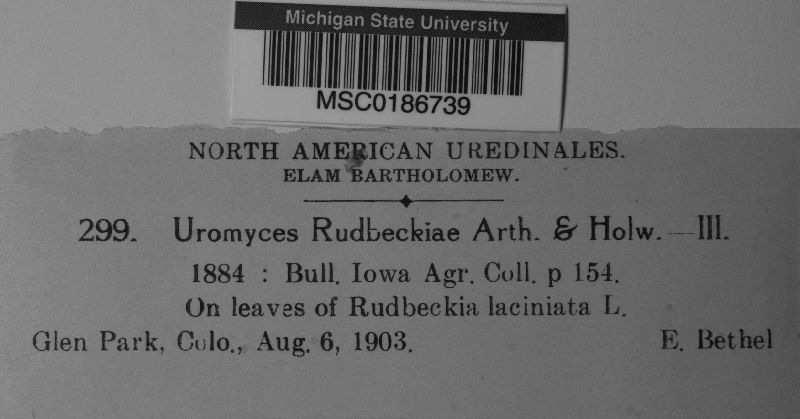 Michigan State University
MSC0186739
NORTH AMERICAN UREDINALES.
ELAM BARTHOLOMEW.
299. Uromyces Rudbeckiae Arth. & Holw.—III.
1884 : Bull. Iowa Agr. Coll. p 154.
On leaves of Rudbeckia laciniata L.
Glen Park, Colo., Aug. 6, 1903. E. Bethel